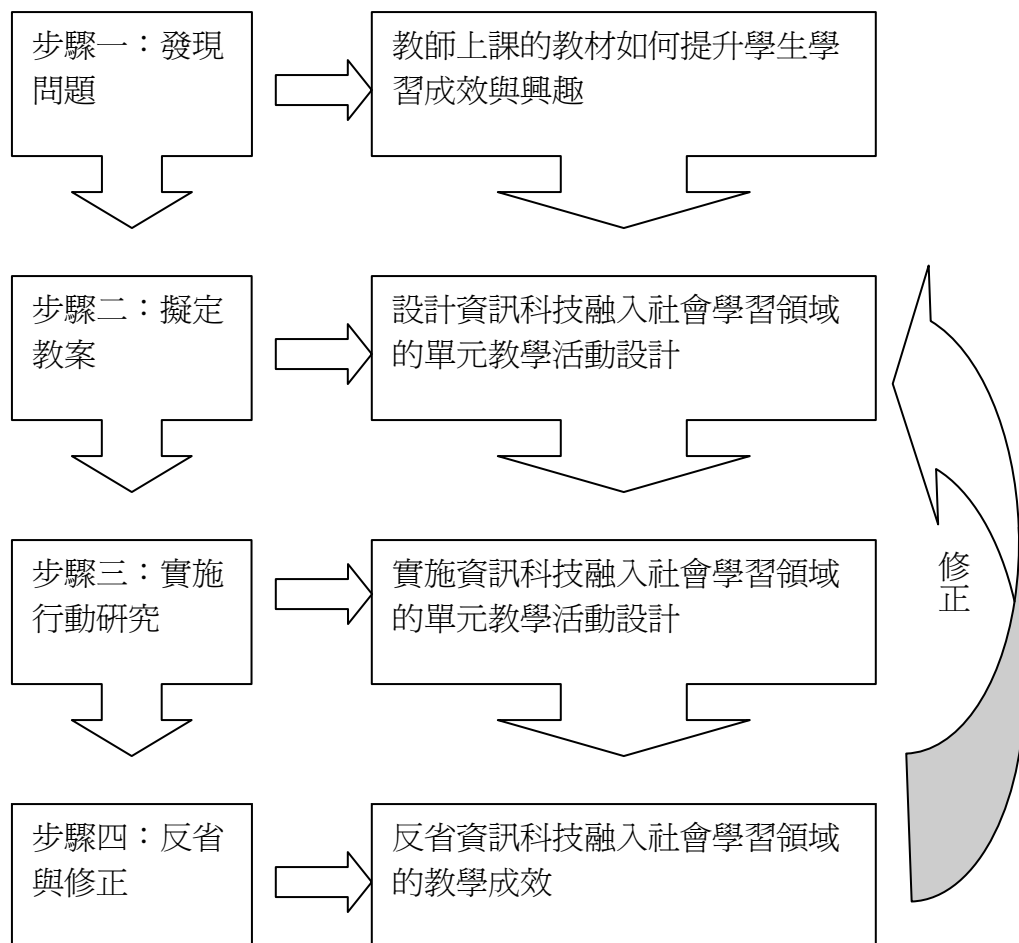 步驟一：發現
問題
教師上課的教材如何提升學生學
習成效與興趣
步驟二：擬定
教案
設計資訊科技融入社會學習領域
的單元教學活動設計
步驟三：實施
行動研究
實施資訊科技融入社會學習領域
的單元教學活動設計
修正
步驟四：反省
與修正
反省資訊科技融入社會學習領域
的教學成效